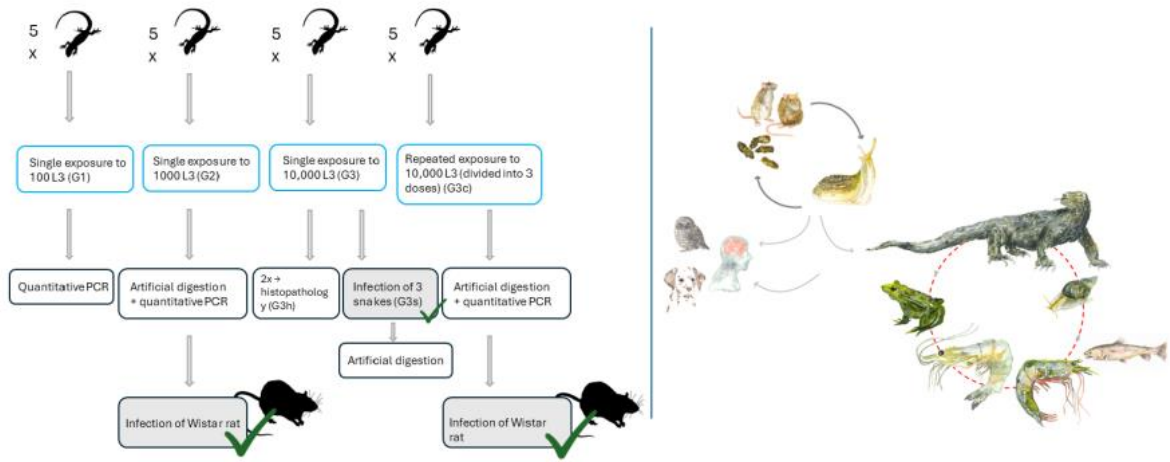 5
x
5
x
5
x
5
x
Single exposure to
100 L3 (G1)
Single exposure to
1000 L3 (G2)
Single exposure to
10,000 L3 (G3)
Repeated exposure to
10,000 L3 (divided into 3
doses) (G3c)
Quantitative PCR
Artificial digestion
+ quantitative PCR
2x →
histopatholog
y (G3h)
Infection of 3
snakes (G3s)
Artificial digestion
+ quantitative PCR
Artificial digestion
Infection of Wistar rat
Infection of Wistar
rat